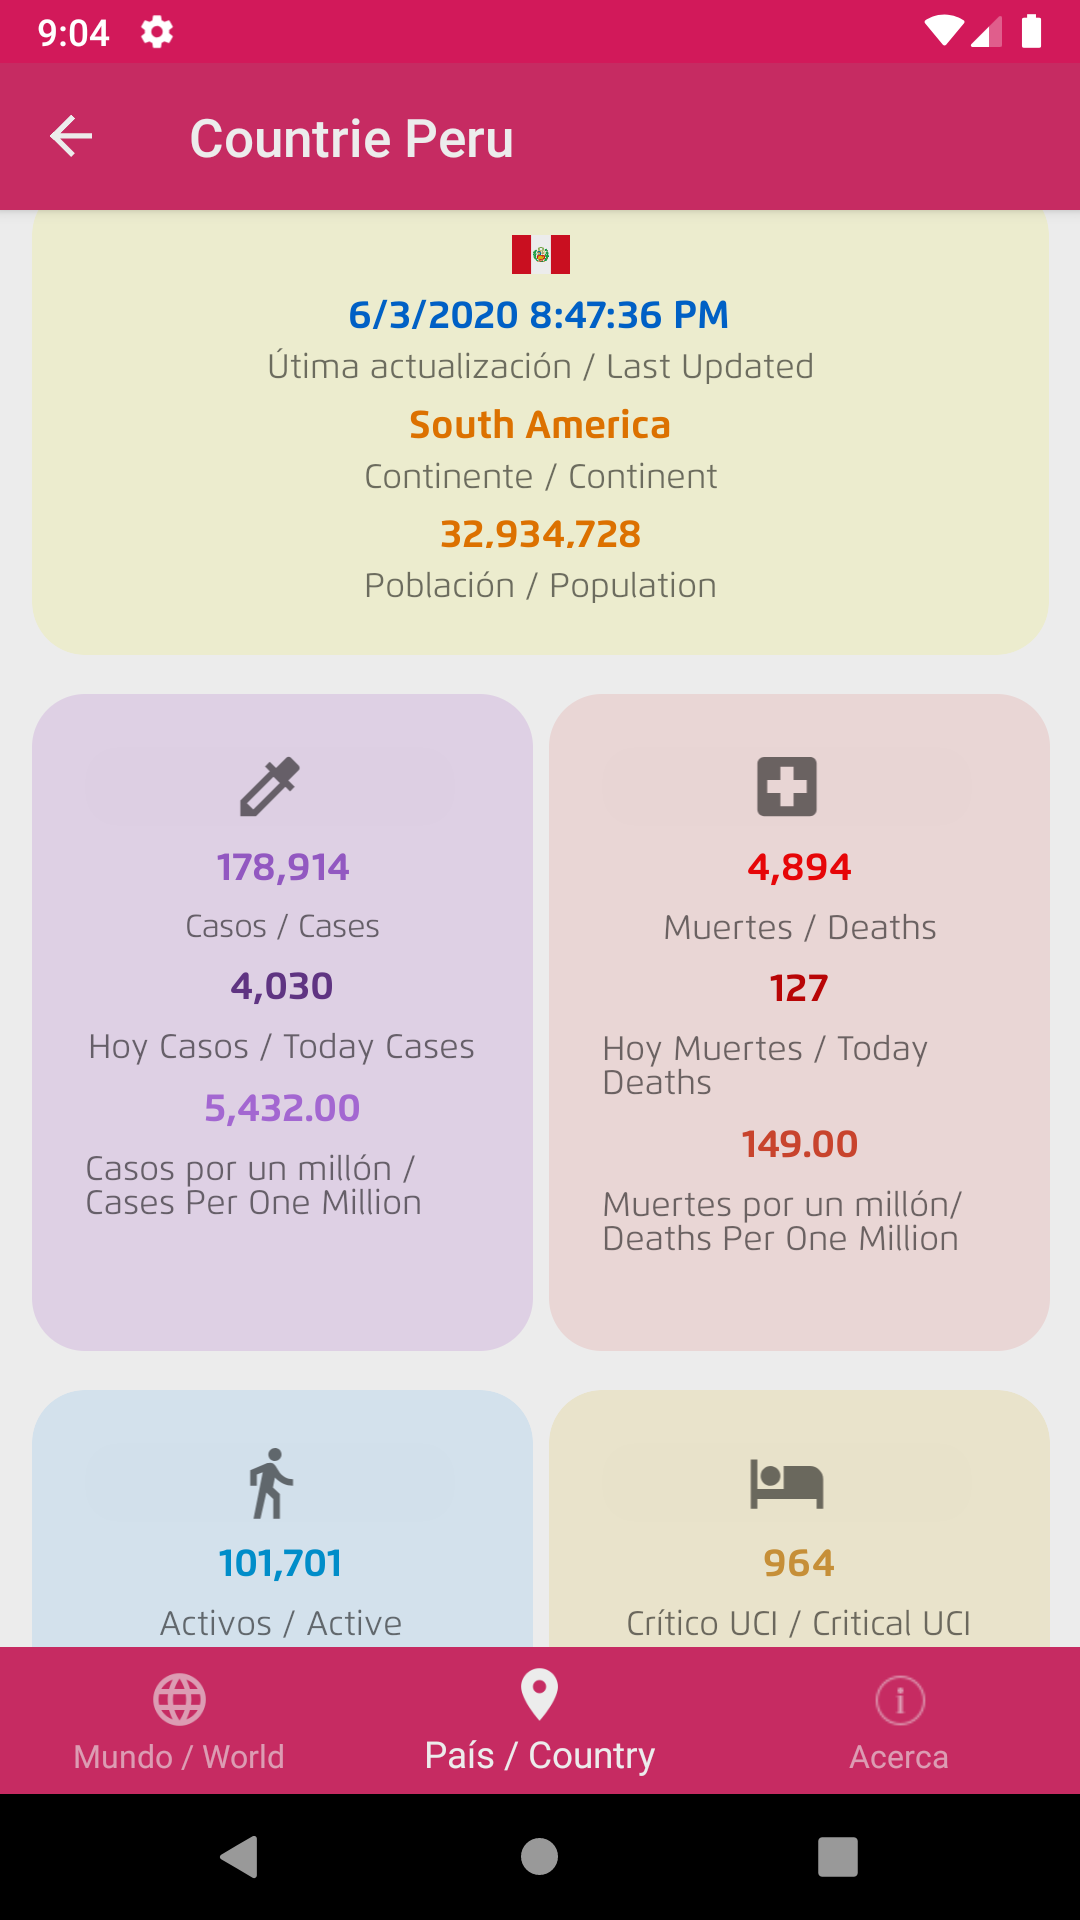 9:04
Countrie Peru
6/3/2020 8:47:36 PM
Útima actualización / Last Updated
South America
Continente / Continent
32,934,728
Población / Population
178,914
Casos / Cases
4,030
Hoy Casos / Today Cases
5,432.00
Casos por un millón /
Cases Per One Million
4,894
Muertes / Deaths
127
Hoy Muertes / Today
Deaths
149.00
Muertes por un millón/
Deaths Per One Million
101,701
Activos / Active
964
Crítico UCI / Critical UCI
Mundo / World
País / Country
Acerca